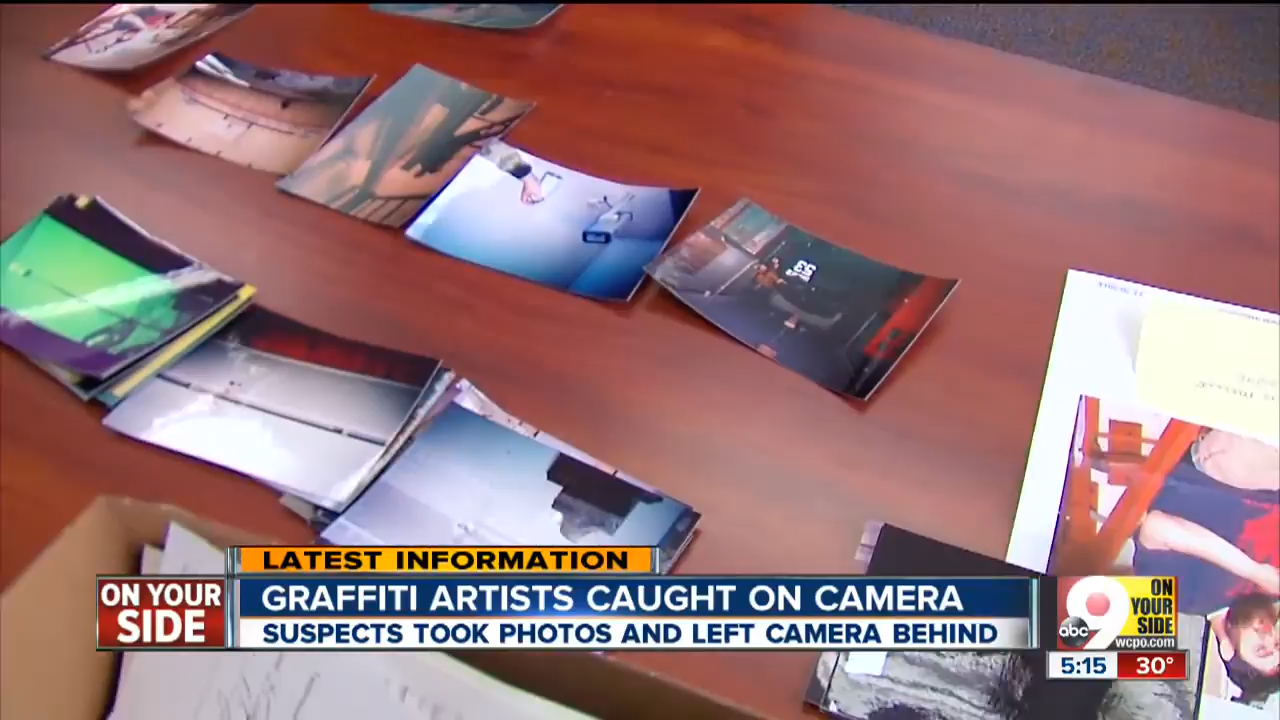 LATEST INFORMATION
ON YOUR
SIDE
GRAFFITI ARTISTS CAUGHT ON CAMERA
SUSPECTS TOOK PHOTOS AND LEFT CAMERA BEHIND
abc 9
ON
YOUR
SIDE
wcpo.com
5:15 30°